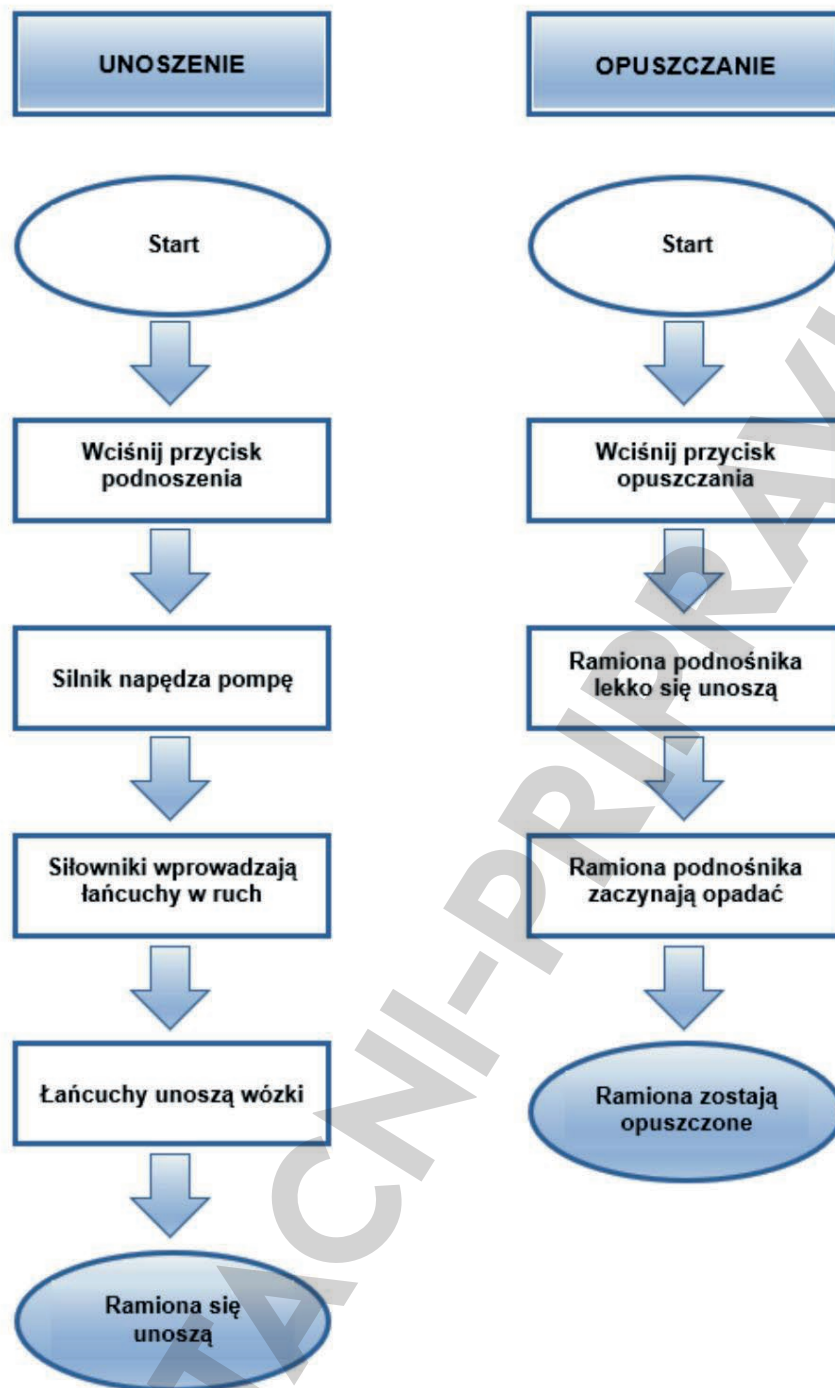 UNOSZENIE
Start
Wciśnij przycisk
podnoszenia
Silnik napędza pompę
Siłowniki wprowadzają
łańcuchy w ruch
Łańcuchy unoszą wózki
Ramiona się
unoszą
OPUSZCZANIE
Start
Wciśnij przycisk
opuszczania
Ramiona podnośnika
lekko się unoszą
Ramiona podnośnika
zaczynają opadać
Ramiona zostają
opuszczone